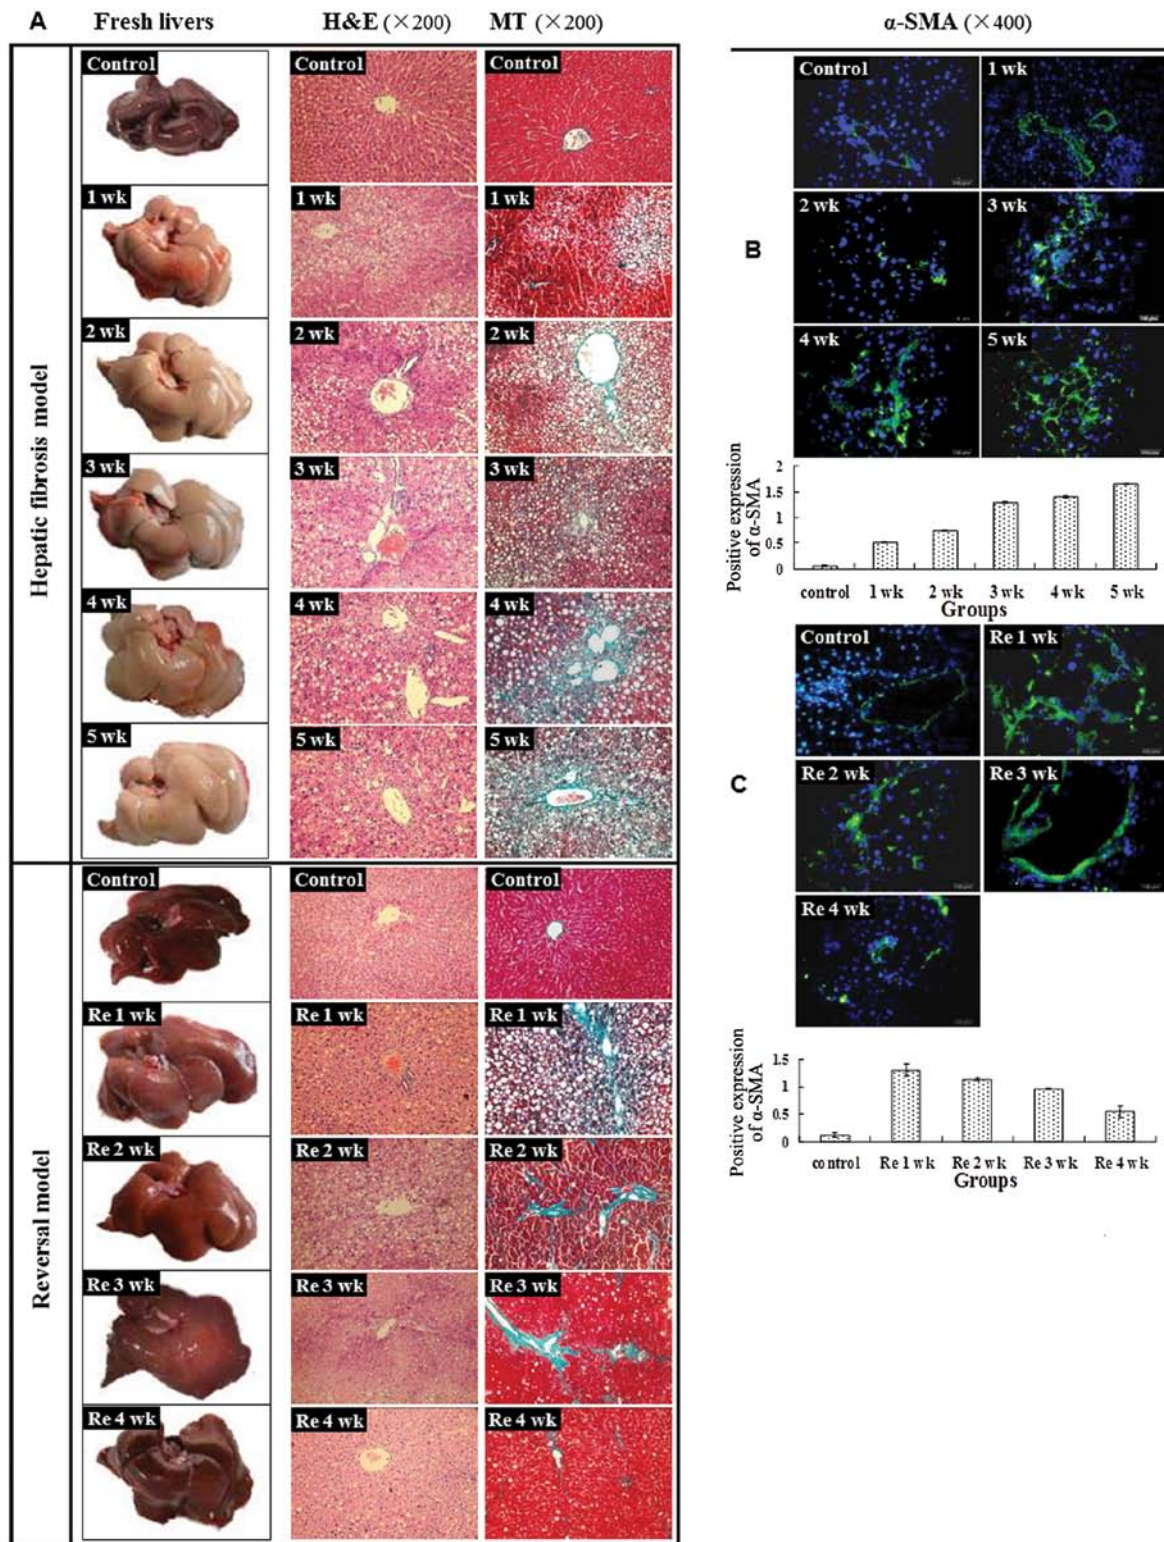 A Fresh livers H&E (×200) MT (×200)
Hepatic fibrosis model
Control Control Control
1 wk 1 wk 1 wk
2 wk 2 wk 2 wk
3 wk 3 wk 3 wk
4 wk 4 wk 4 wk
5 wk 5 wk 5 wk
Reversal model
Control Control Control
Re 1 wk Re 1 wk Re 1 wk
Re 2 wk Re 2 wk Re 2 wk
Re 3 wk Re 3 wk Re 3 wk
Re 4 wk Re 4 wk Re 4 wk
α-SMA (×400)
B
Control 1 wk
2 wk 3 wk
4 wk 5 wk
Positive expression
of α-SMA
2
1.5
1
0.5
0
control 1 wk 2 wk 3 wk 4 wk 5 wk
Groups
C
Control Re 1 wk
Re 2 wk Re 3 wk
Re 4 wk
Positive expression
of α-SMA
1.5
1
0.5
0
control Re 1 wk Re 2 wk Re 3 wk Re 4 wk
Groups